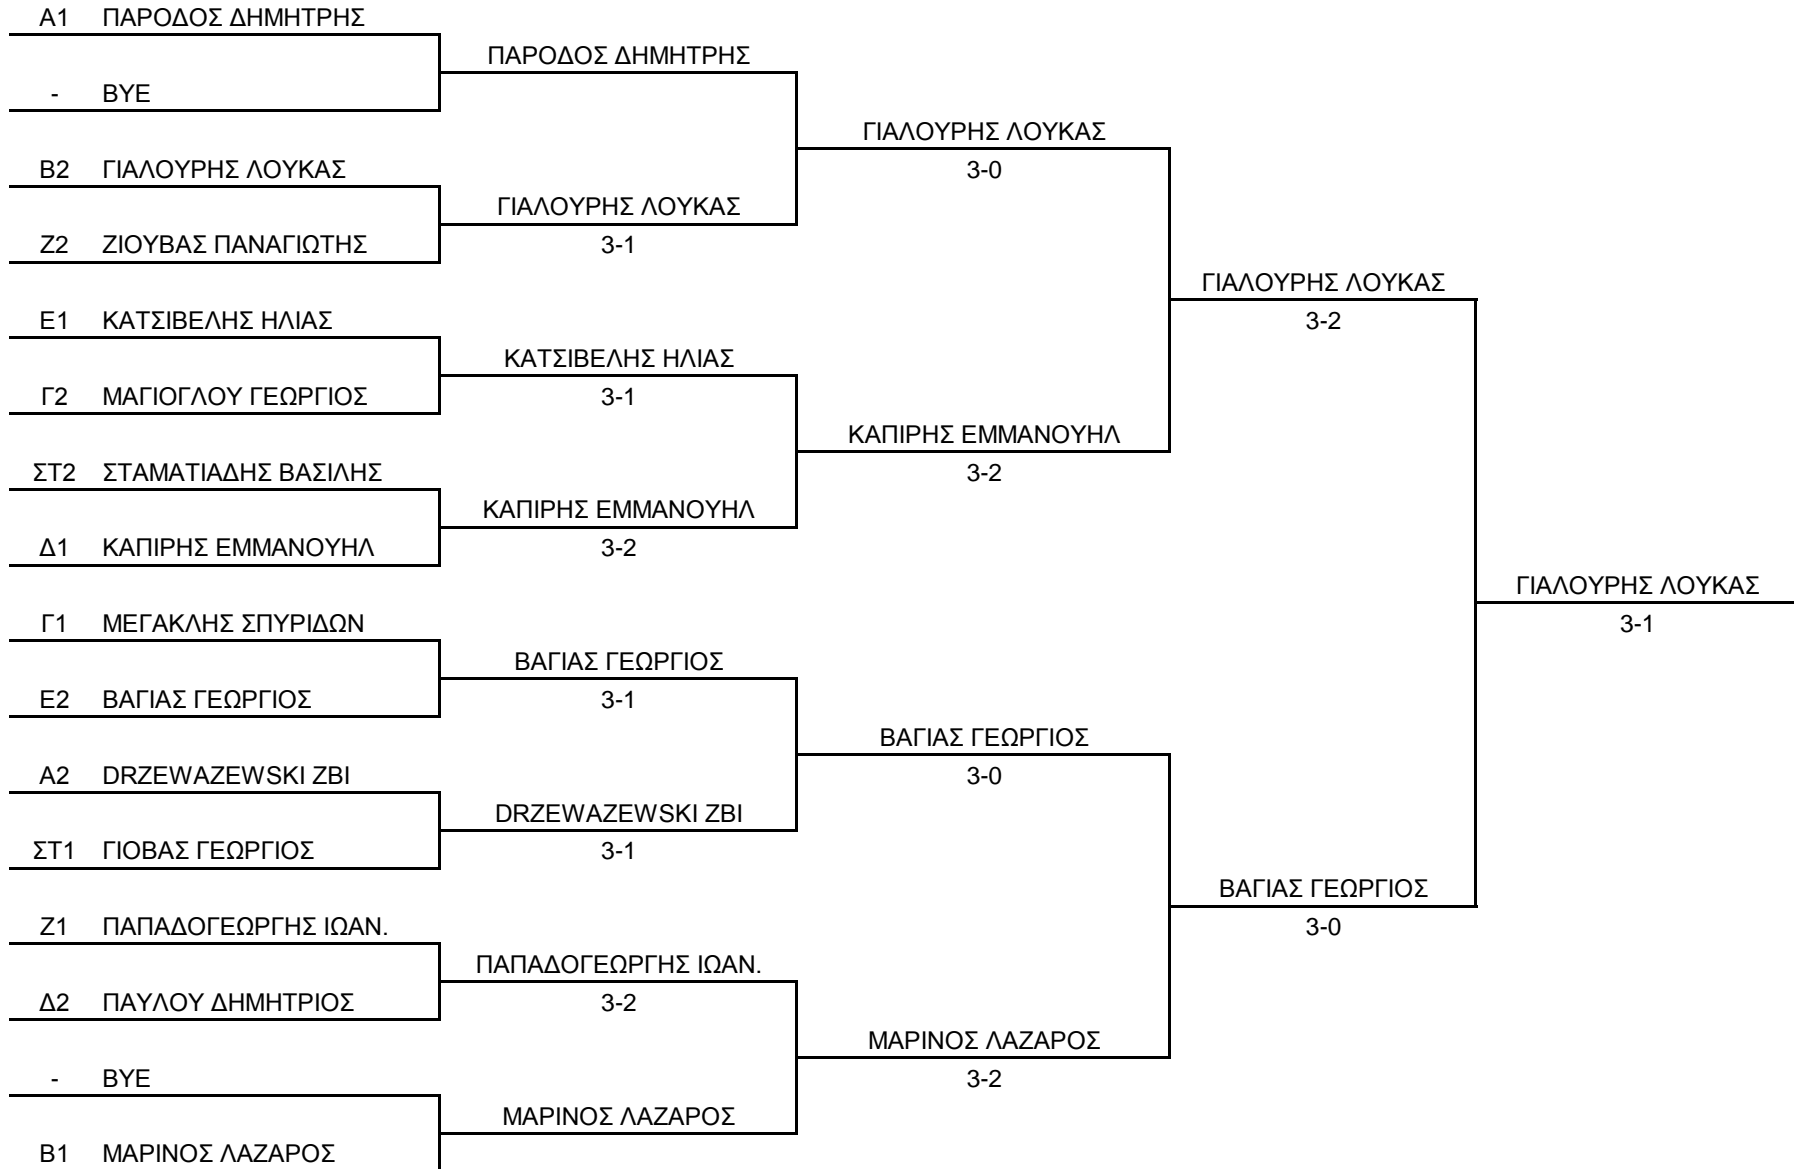 Α1 ΠΑΡΟΔΟΣ ΔΗΜΗΤΡΗΣ
ΠΑΡΟΔΟΣ ΔΗΜΗΤΡΗΣ
- BYE
ΓΙΑΛΟΥΡΗΣ ΛΟΥΚΑΣ
Β2 ΓΙΑΛΟΥΡΗΣ ΛΟΥΚΑΣ
3-0
ΓΙΑΛΟΥΡΗΣ ΛΟΥΚΑΣ
Ζ2 ΖΙΟΥΒΑΣ ΠΑΝΑΓΙΩΤΗΣ
3-1
ΓΙΑΛΟΥΡΗΣ ΛΟΥΚΑΣ
Ε1 ΚΑΤΣΙΒΕΛΗΣ ΗΛΙΑΣ
3-2
ΚΑΤΣΙΒΕΛΗΣ ΗΛΙΑΣ
Γ2 ΜΑΓΙΟΓΛΟΥ ΓΕΩΡΓΙΟΣ
3-1
ΚΑΠΙΡΗΣ ΕΜΜΑΝΟΥΗΛ
ΣΤ2 ΣΤΑΜΑΤΙΑΔΗΣ ΒΑΣΙΛΗΣ
3-2
ΚΑΠΙΡΗΣ ΕΜΜΑΝΟΥΗΛ
Δ1 ΚΑΠΙΡΗΣ ΕΜΜΑΝΟΥΗΛ
3-2
ΓΙΑΛΟΥΡΗΣ ΛΟΥΚΑΣ
Γ1 ΜΕΓΑΚΛΗΣ ΣΠΥΡΙΔΩΝ
3-1
ΒΑΓΙΑΣ ΓΕΩΡΓΙΟΣ
Ε2 ΒΑΓΙΑΣ ΓΕΩΡΓΙΟΣ
3-1
ΒΑΓΙΑΣ ΓΕΩΡΓΙΟΣ
Α2 DRZEWAZEWSKI ZBI
3-0
DRZEWAZEWSKI ZBI
ΣΤ1 ΓΙΟΒΑΣ ΓΕΩΡΓΙΟΣ
3-1
ΒΑΓΙΑΣ ΓΕΩΡΓΙΟΣ
Ζ1 ΠΑΠΑΔΟΓΕΩΡΓΗΣ ΙΩΑΝ.
3-0
ΠΑΠΑΔΟΓΕΩΡΓΗΣ ΙΩΑΝ.
Δ2 ΠΑΥΛΟΥ ΔΗΜΗΤΡΙΟΣ
3-2
ΜΑΡΙΝΟΣ ΛΑΖΑΡΟΣ
- BYE
3-2
ΜΑΡΙΝΟΣ ΛΑΖΑΡΟΣ
Β1 ΜΑΡΙΝΟΣ ΛΑΖΑΡΟΣ